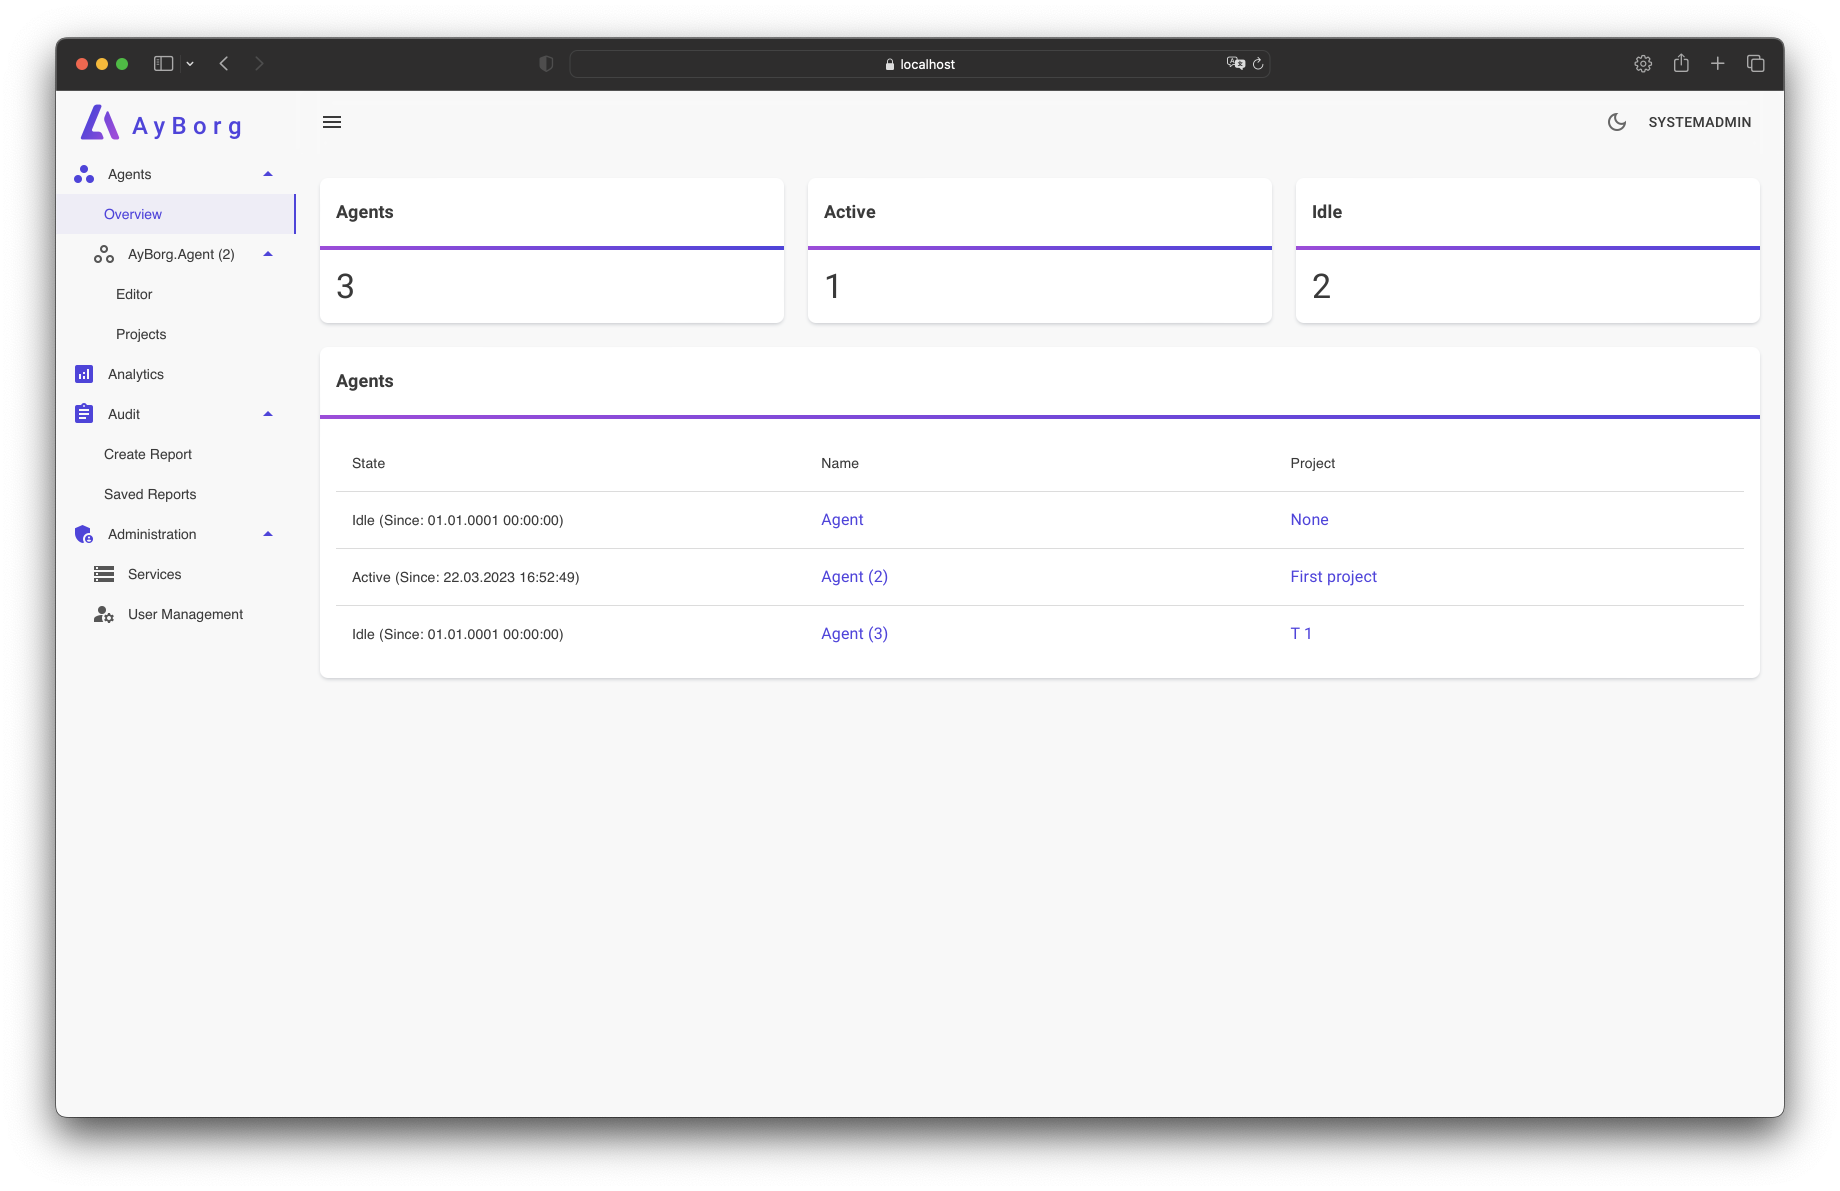 localhost
AyBorg
SYSTEMADMIN
Agents
Overview
AyBorg.Agent (2)
Editor
Projects
Analytics
Audit
Create Report
Saved Reports
Administration
Services
User Management
Agents
3
Active
1
Idle
2
Agents
State Name Project
Idle (Since: 01.01.0001 00:00:00) Agent None
Active (Since: 22.03.2023 16:52:49) Agent (2) First project
Idle (Since: 01.01.0001 00:00:00) Agent (3) T 1